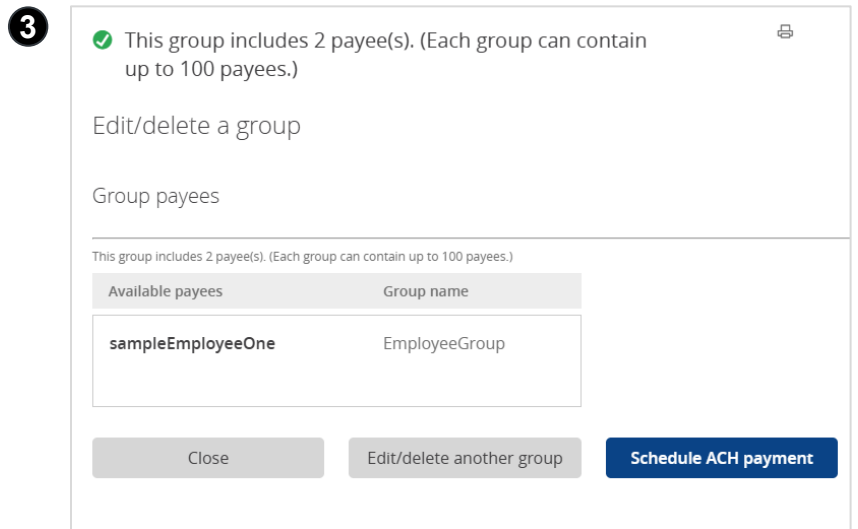 3
This group includes 2 payee(s). (Each group can contain
up to 100 payees.)
Edit/delete a group
Group payees
This group includes 2 payee(s). (Each group can contain up to 100 payees.)
Available payees Group name
sampleEmployeeOne EmployeeGroup
Close Edit/delete another group Schedule ACH payment